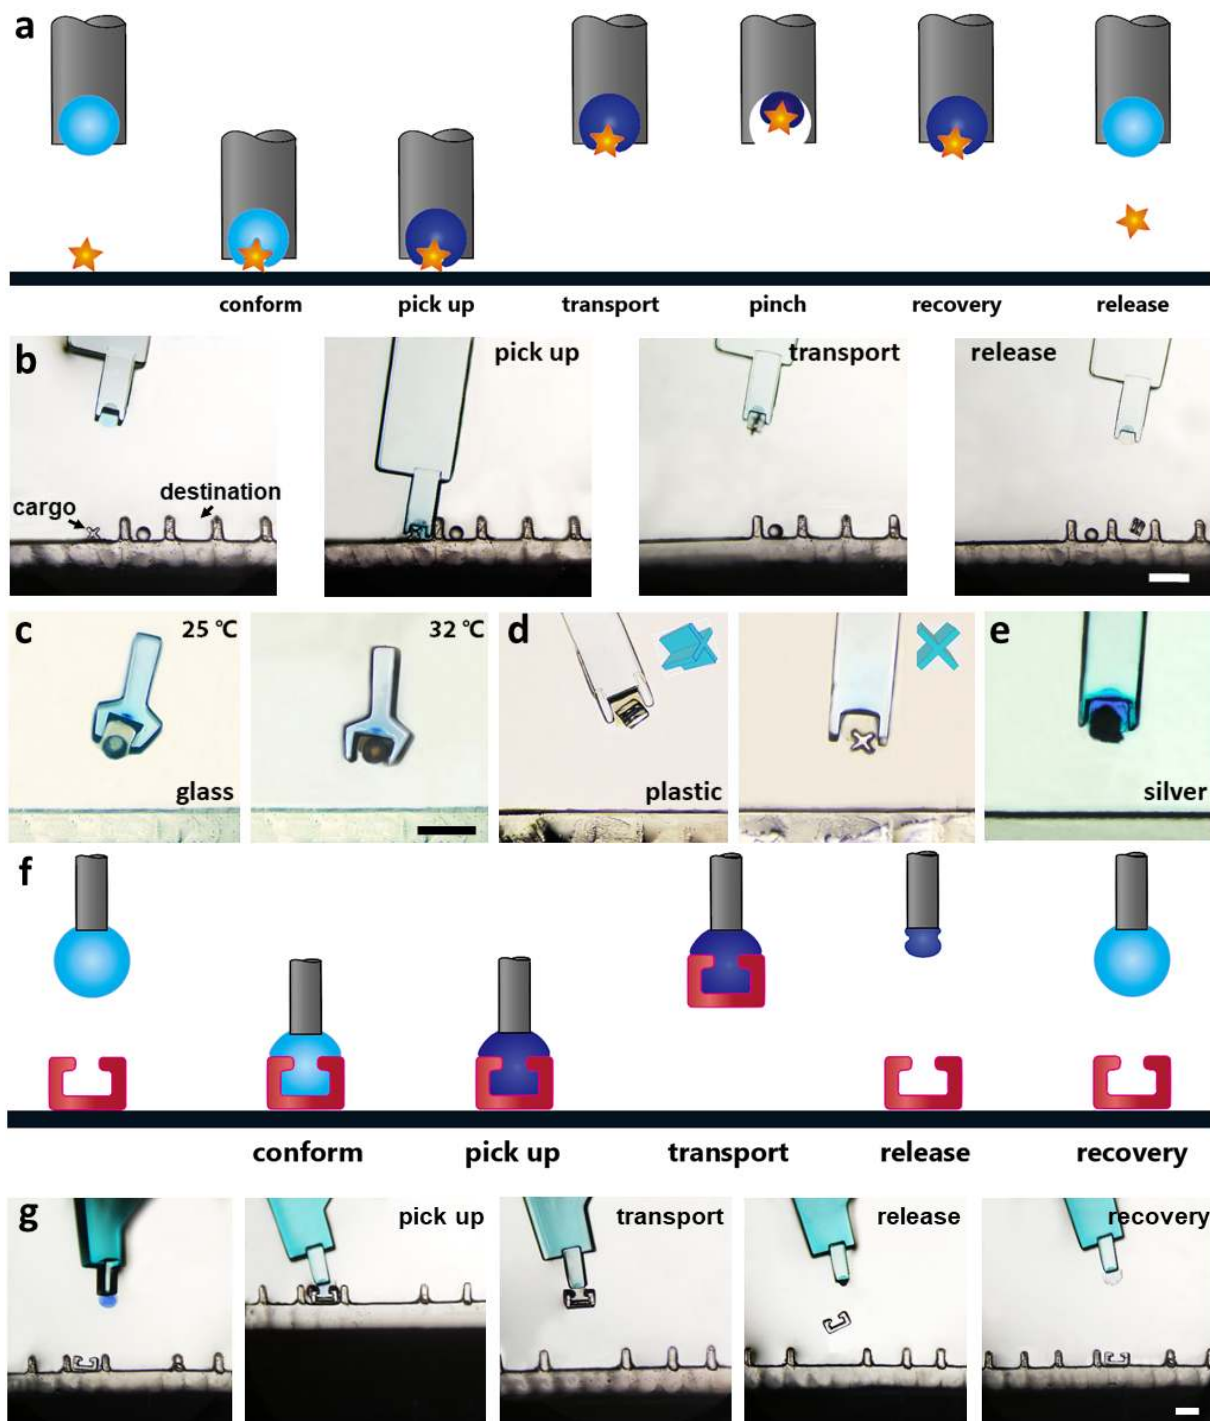 a
conform pick up transport pinch recovery release
b
pick up transport release
cargo destination
c 25 °C 32 °C d e
glass plastic silver
f
conform pick up transport release recovery
g pick up transport release recovery